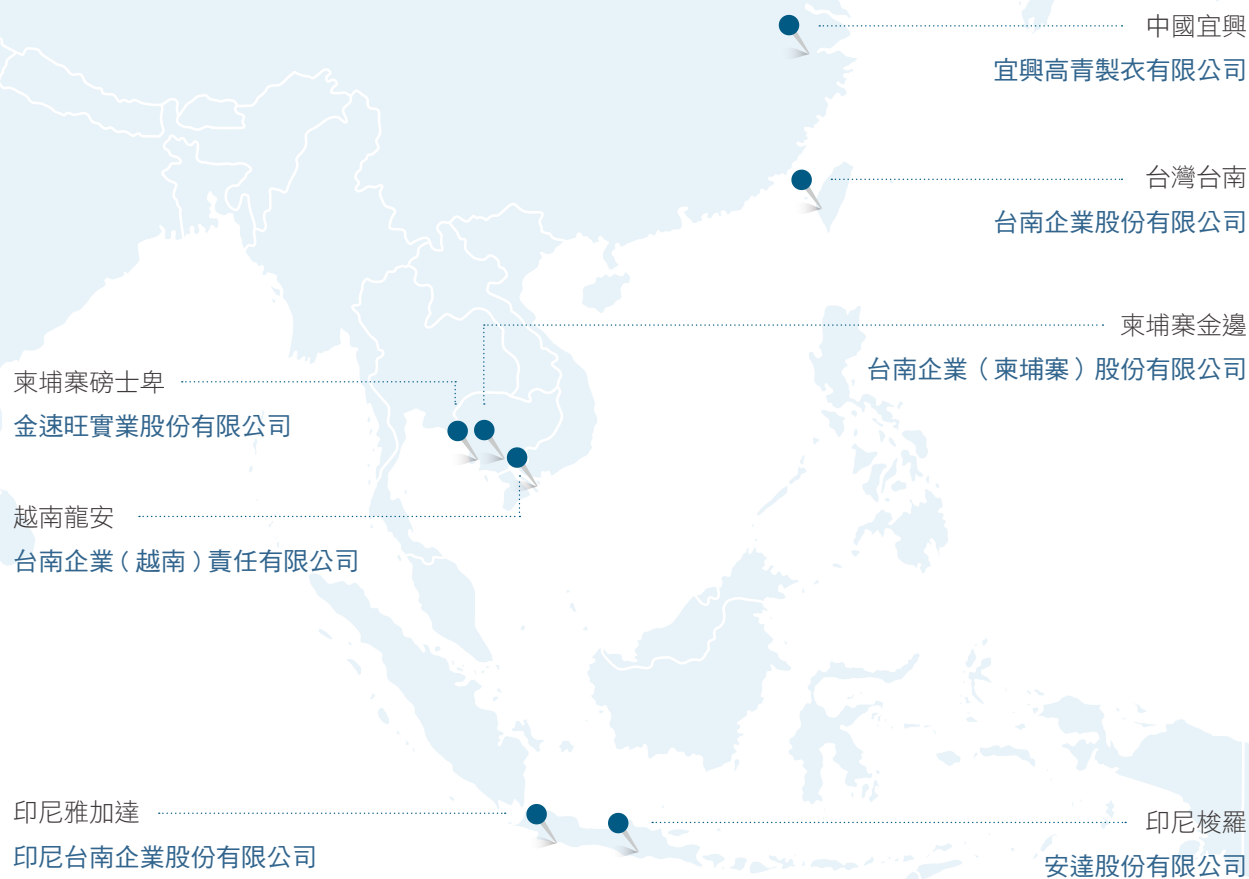 中國宜興
宜興高青製衣有限公司
台灣台南
台南企業股份有限公司
柬埔寨金邊
台南企業（柬埔寨）股份有限公司
柬埔寨磅士卑
金速旺實業股份有限公司
越南龍安
台南企業（越南）責任有限公司
印尼雅加達
印尼台南企業股份有限公司
印尼梭羅
安達股份有限公司